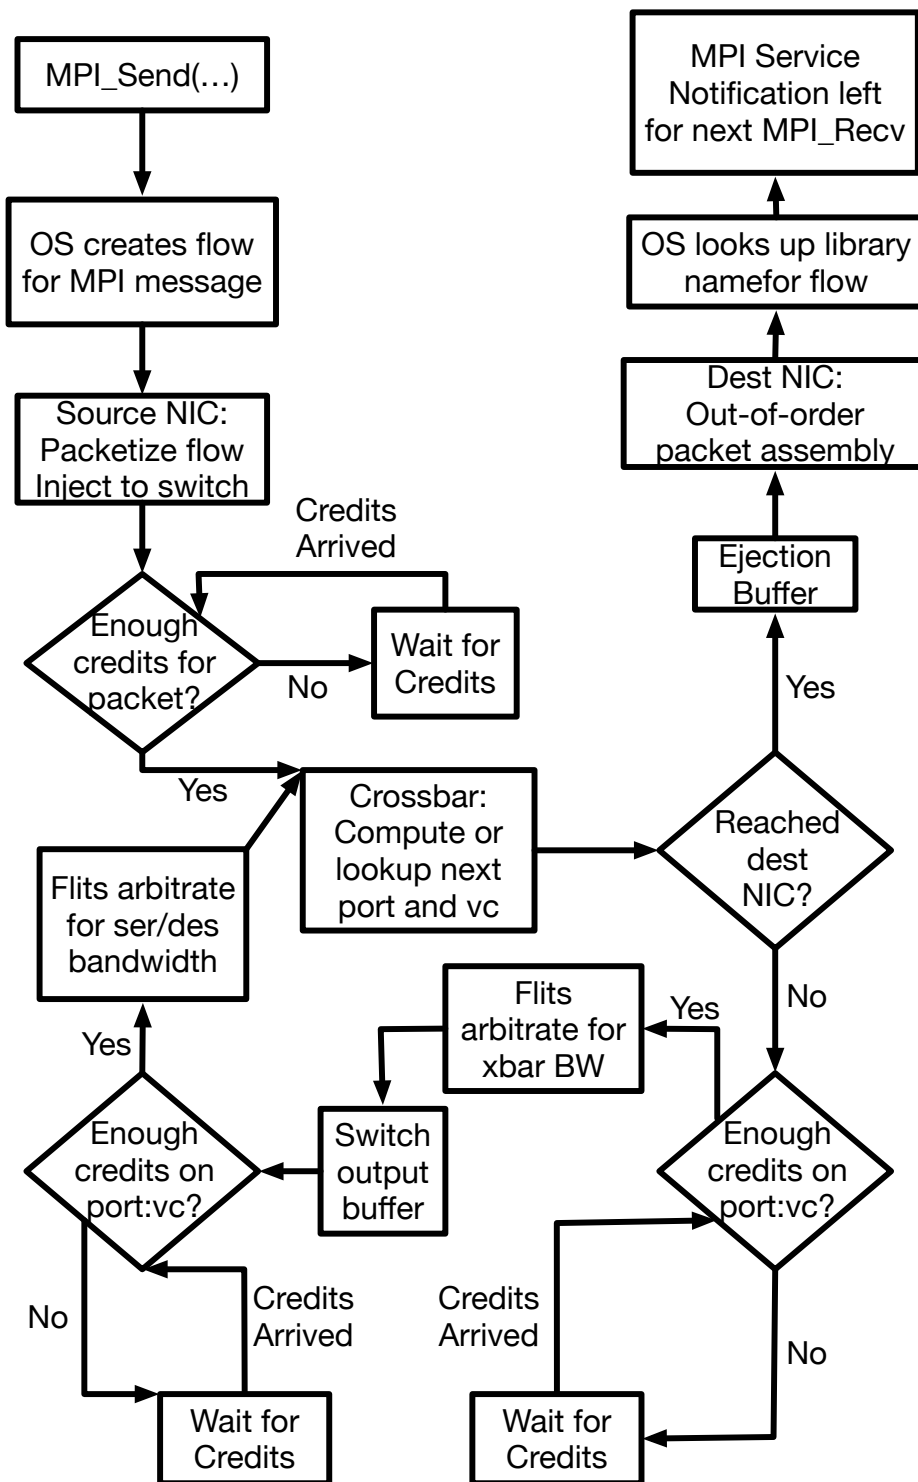 MPI_Send(...)
OS creates flow
for MPI message
Source NIC:
Packetize flow
Inject to switch
Enough
credits for
packet?
No
Credits
Arrived
Wait for
Credits
Yes
Crossbar:
Compute or
lookup next
port and vc
Reached
dest
NIC?
Yes
Ejection
Buffer
Dest NIC:
Out-of-order
packet assembly
OS looks up library
namefor flow
MPI Service
Notification left
for next MPI_Recv
No
Enough
credits on
port:vc?
No
Wait for
Credits
Credits
Arrived
Yes
Flits
arbitrate for
xbar BW
Switch
output
buffer
Enough
credits on
port:vc?
No
Wait for
Credits
Credits
Arrived
Yes
Flits arbitrate
for ser/des
bandwidth